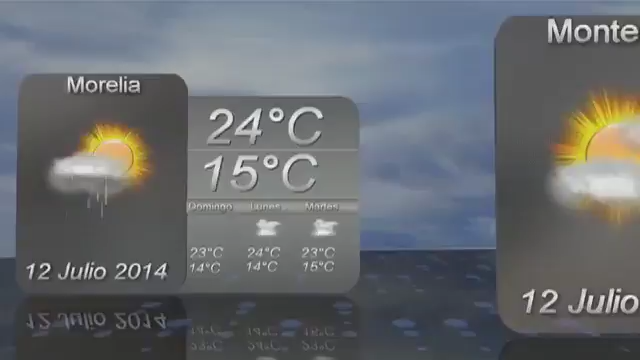 Morelia
12 Julio 2014
24°C
15°C
Domingo Lunes Martes
23°C 24°C 23°C
14°C 14°C 15°C
Monte
12 Julio